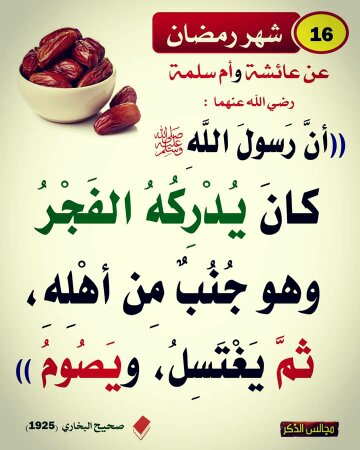 16 شهر رمضان
عن عائشة وأم سلمة
رضي الله عنهما :
((أنَّ رَسولَ اللَّهِ ﷺ
كانَ يُدْرِكُهُ الفَجْرُ
وهو جُنُبٌ مِن أهْلِهِ،
ثمَّ يَغْتَسِلُ، ويَصُومُ ))
صحيح البخاري (1925)
مجالس الذكر